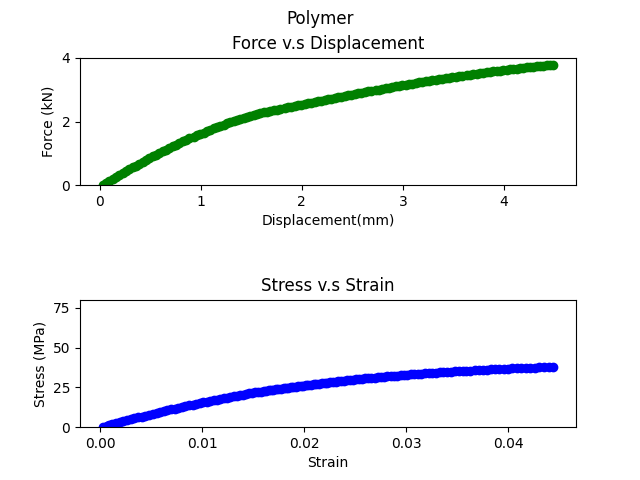 Polymer
Force v.s Displacement
4
2
0
Force (kN)
0 1 2 3 4
Displacement(mm)
Stress v.s Strain
75
50
25
0
Stress (MPa)
0.00 0.01 0.02 0.03 0.04
Strain